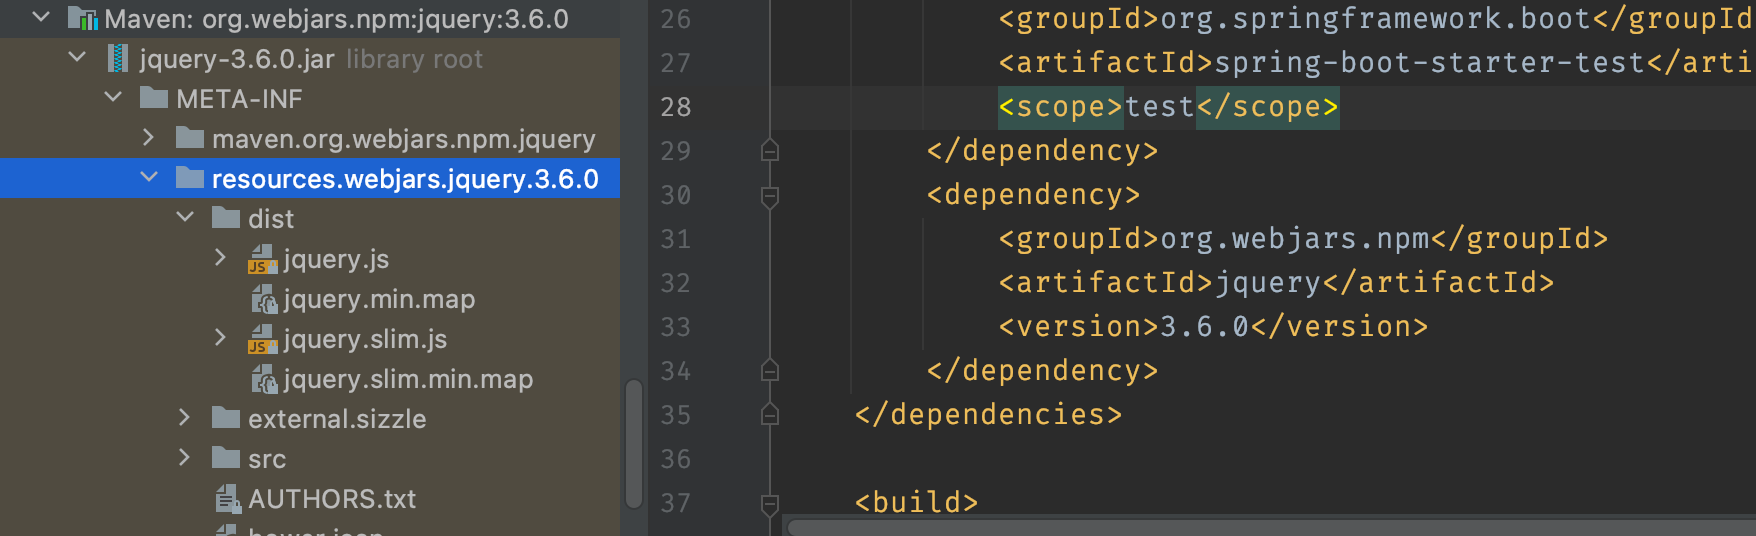 Maven: org.webjars.npm:jquery:3.6.0
jquery-3.6.0.jar library root
META-INF
maven.org.webjars.npm.jquery
resources.webjars.jquery.3.6.0
dist
jquery.js
jquery.min.map
jquery.slim.js
jquery.slim.min.map
external.sizzle
src
AUTHORS.txt
bower.json
26 <groupId>org.springframework.boot</groupId
27 <artifactId>spring-boot-starter-test</arti
28 <scope>test</scope>
29 </dependency>
30 <dependency>
31 <groupId>org.webjars.npm</groupId>
32 <artifactId>jquery</artifactId>
33 <version>3.6.0</version>
34 </dependency>
35 </dependencies>
36
37 <build>